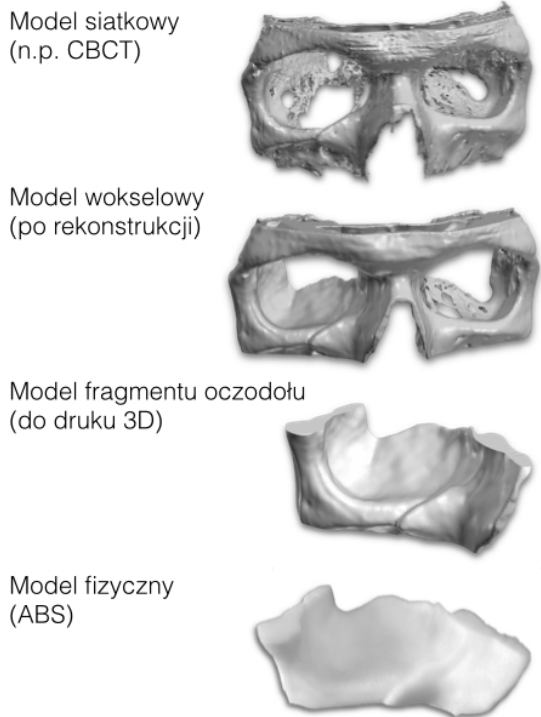 Model siatkowy
(n.p. CBCT)
Model wokselowy
(po rekonstrukcji)
Model fragmentu oczodołu
(do druku 3D)
Model fizyczny
(ABS)